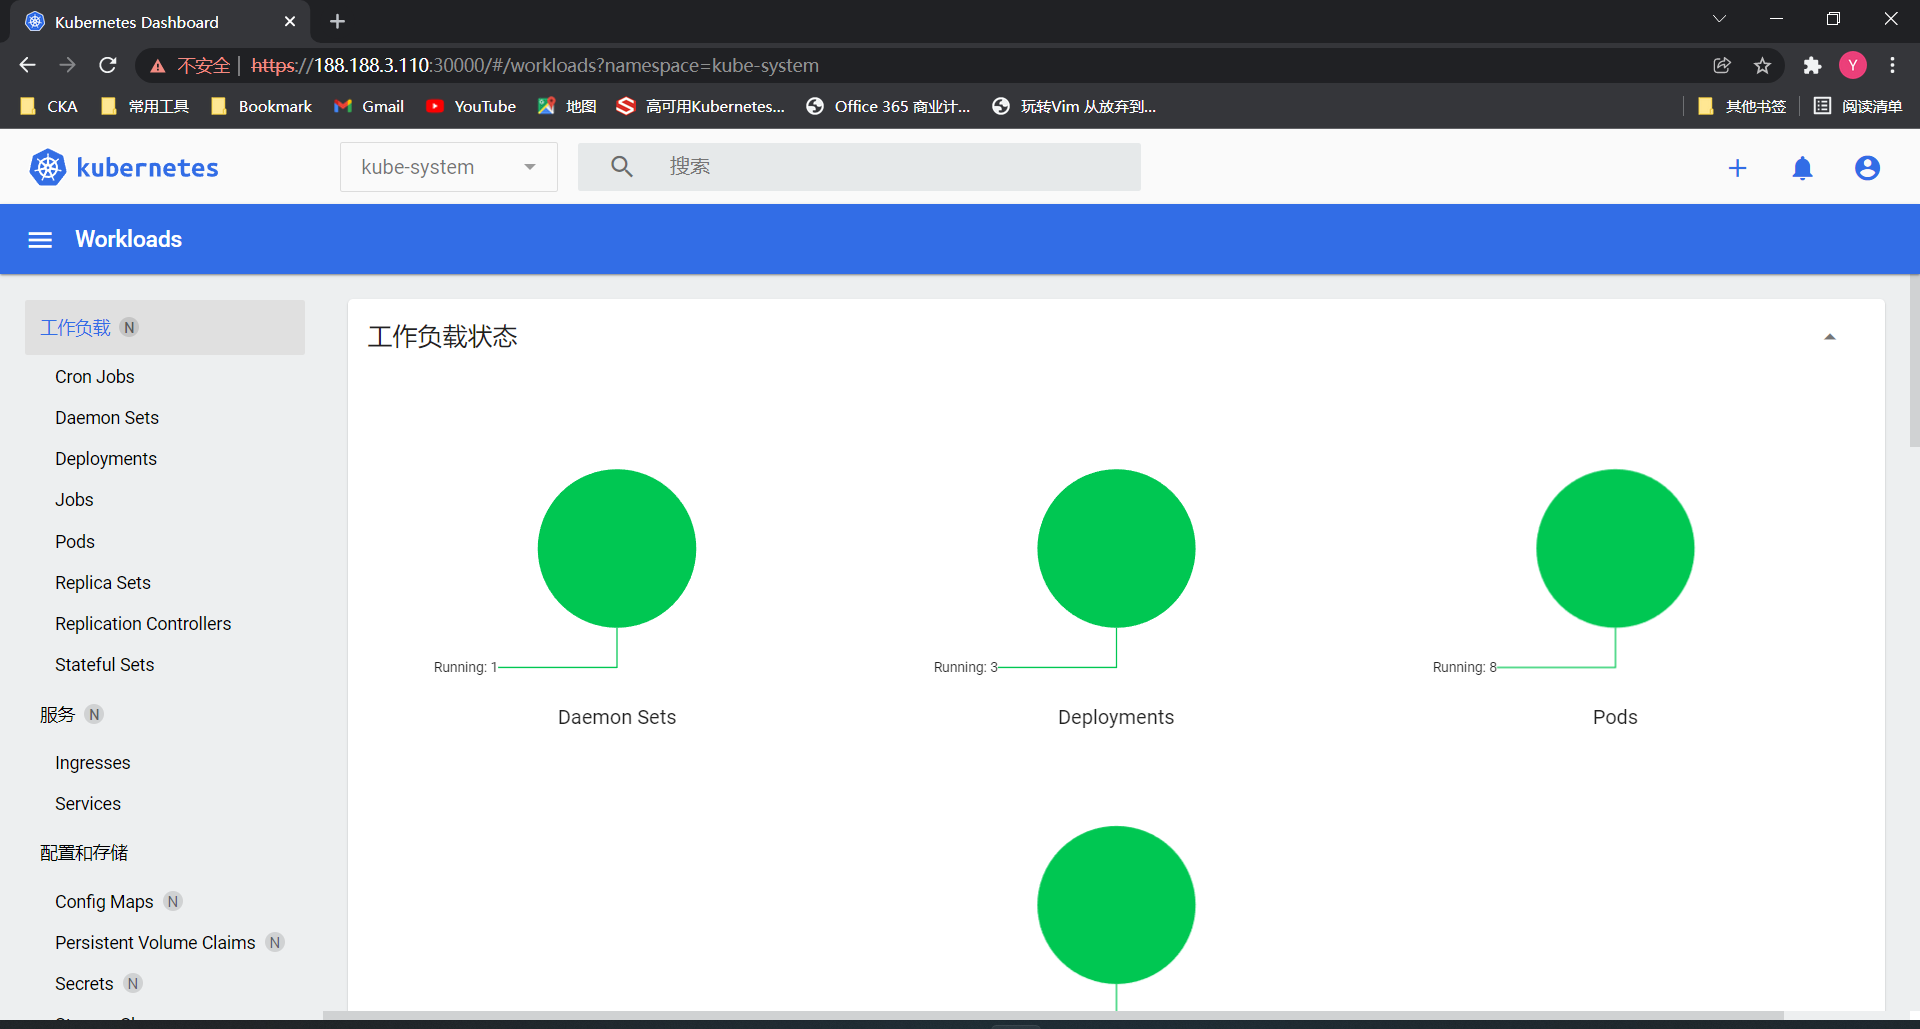 Kubernetes Dashboard
不安全 | https://188.188.3.110:30000/#/workloads?namespace=kube-system
Y
CKA 常用工具 Bookmark Gmail YouTube 地图 高可用Kubernetes... Office 365 商业计... 玩转Vim 从放弃到... 其他书签 阅读清单
kubernetes kube-system 搜索
Workloads
工作负载 N
Cron Jobs
Daemon Sets
Deployments
Jobs
Pods
Replica Sets
Replication Controllers
Stateful Sets
服务 N
Ingresses
Services
配置和存储
Config Maps N
Persistent Volume Claims N
Secrets N
工作负载状态
Running: 1
Daemon Sets
Running: 3
Deployments
Running: 8
Pods